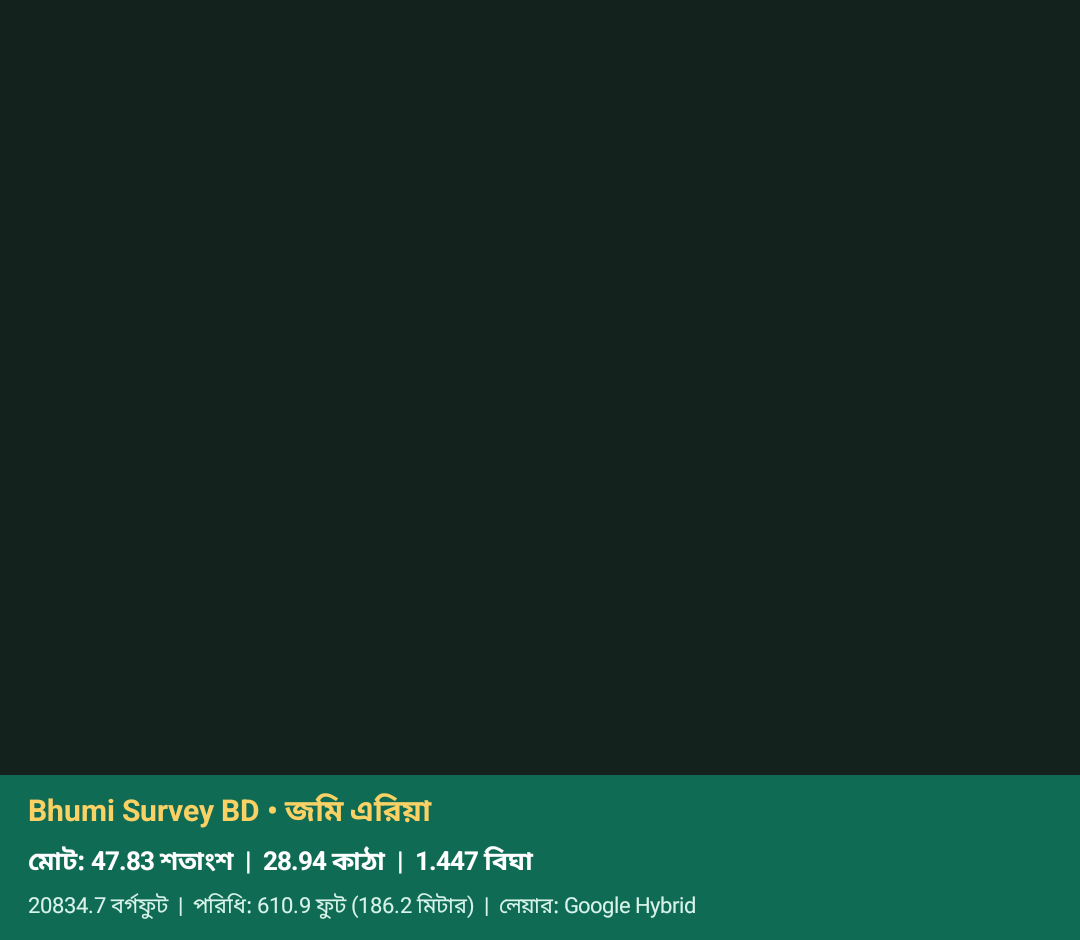 Bhumi Survey BD • জমি এরিয়া
মোট: 47.83 শতাংশ | 28.94 কাঠা | 1.447 বিঘা
20834.7 বর্গফুট | পরিধি: 610.9 ফুট (186.2 মিটার) | লেয়ার: Google Hybrid